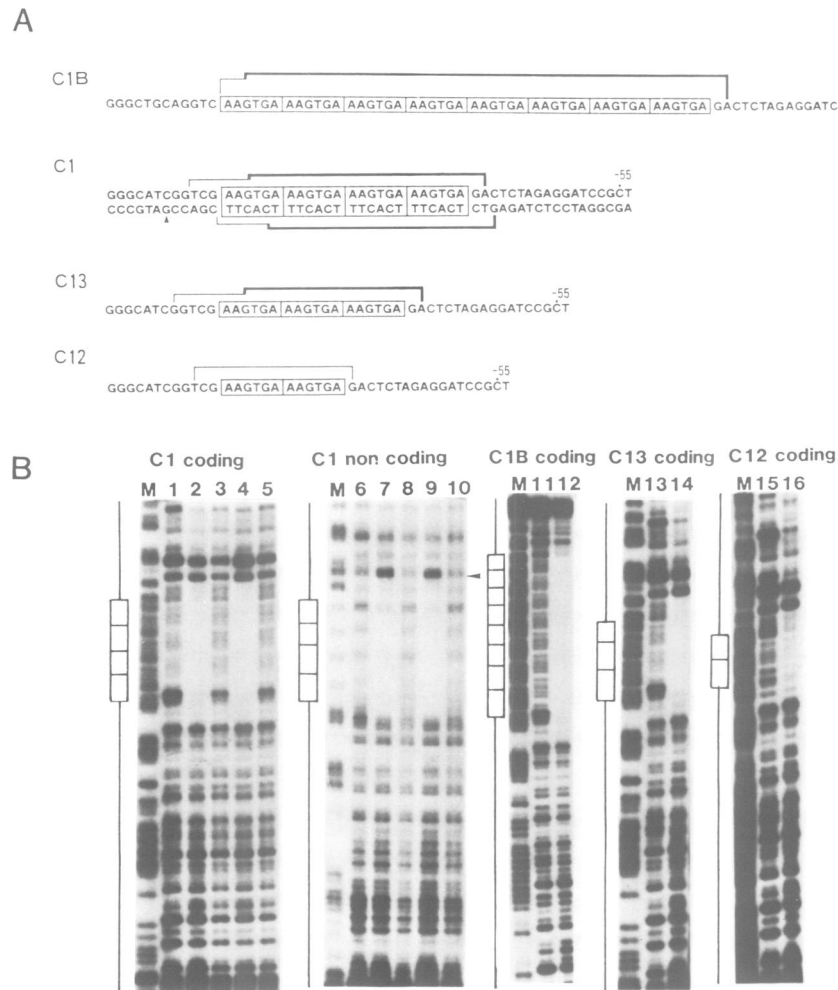 A
C1B
GGGCTGCAGGTC AAGTGA AAGTGA AAGTGA AAGTGA AAGTGA AAGTGA AAGTGA AAGTGA GACTCTAGAGGATC
C1
-55
GGGCATCGGTCG AAGTGA AAGTGA AAGTGA AAGTGA GACTCTAGAGGATCCGCT
CCCGTAGCCAGC TTCACT TTCACT TTCACT TTCACT CTGAGATCTCCTAGGCGA
C13
-55
GGGCATCGGTCG AAGTGA AAGTGA AAGTGA GACTCTAGAGGATCCGCT
C12
-55
GGGCATCGGTCG AAGTGA AAGTGA GACTCTAGAGGATCCGCT
B
C1 coding
M 1 2 3 4 5
C1 non coding
M 6 7 8 9 10
C1B coding
M 11 12
C13 coding
M 13 14
C12 coding
M 15 16